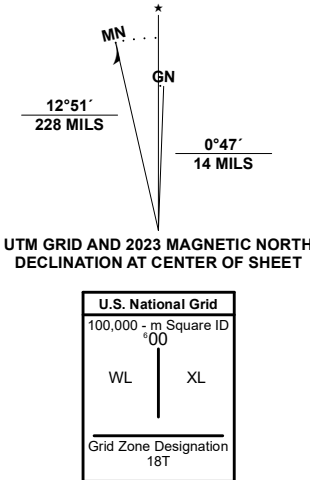 MN
GN
12°51´
228 MILS
0°47´
14 MILS
UTM GRID AND 2023 MAGNETIC NORTH
DECLINATION AT CENTER OF SHEET
U.S. National Grid
100,000 - m Square ID
⁶00
WL XL
Grid Zone Designation
18T